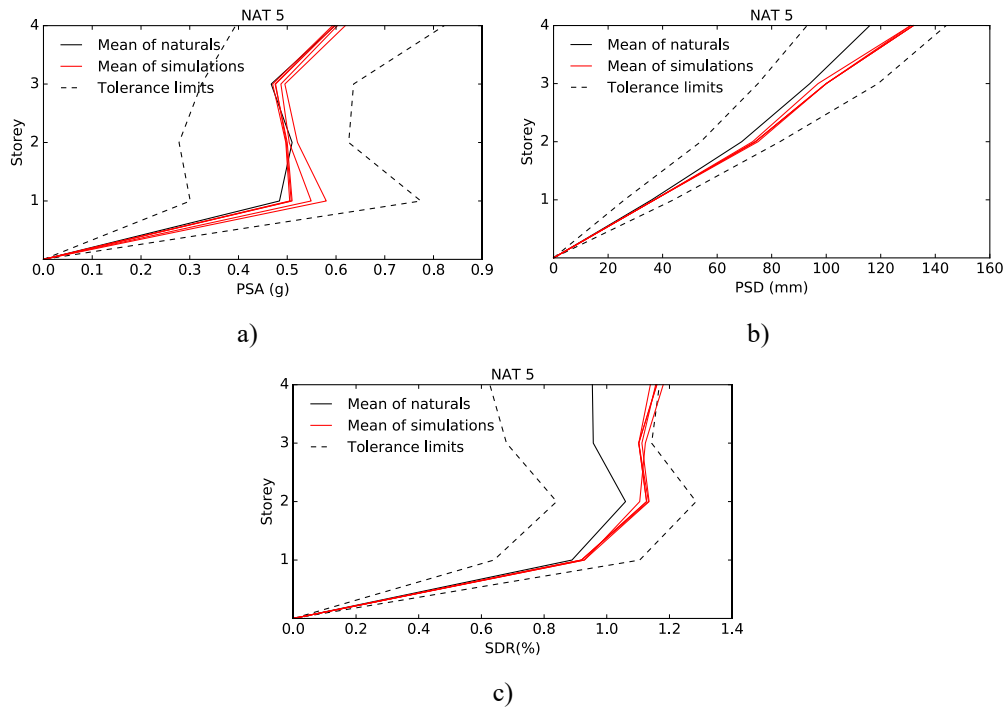 NAT 5
4
3
2
1
Storey
Mean of naturals
Mean of simulations
Tolerance limits
0.0 0.1 0.2 0.3 0.4 0.5 0.6 0.7 0.8 0.9
PSA (g)
a)
NAT 5
4
3
2
1
Storey
Mean of naturals
Mean of simulations
Tolerance limits
0 20 40 60 80 100 120 140 160
PSD (mm)
b)
NAT 5
4
3
2
1
Storey
Mean of naturals
Mean of simulations
Tolerance limits
0.0 0.2 0.4 0.6 0.8 1.0 1.2 1.4
SDR(%)
c)